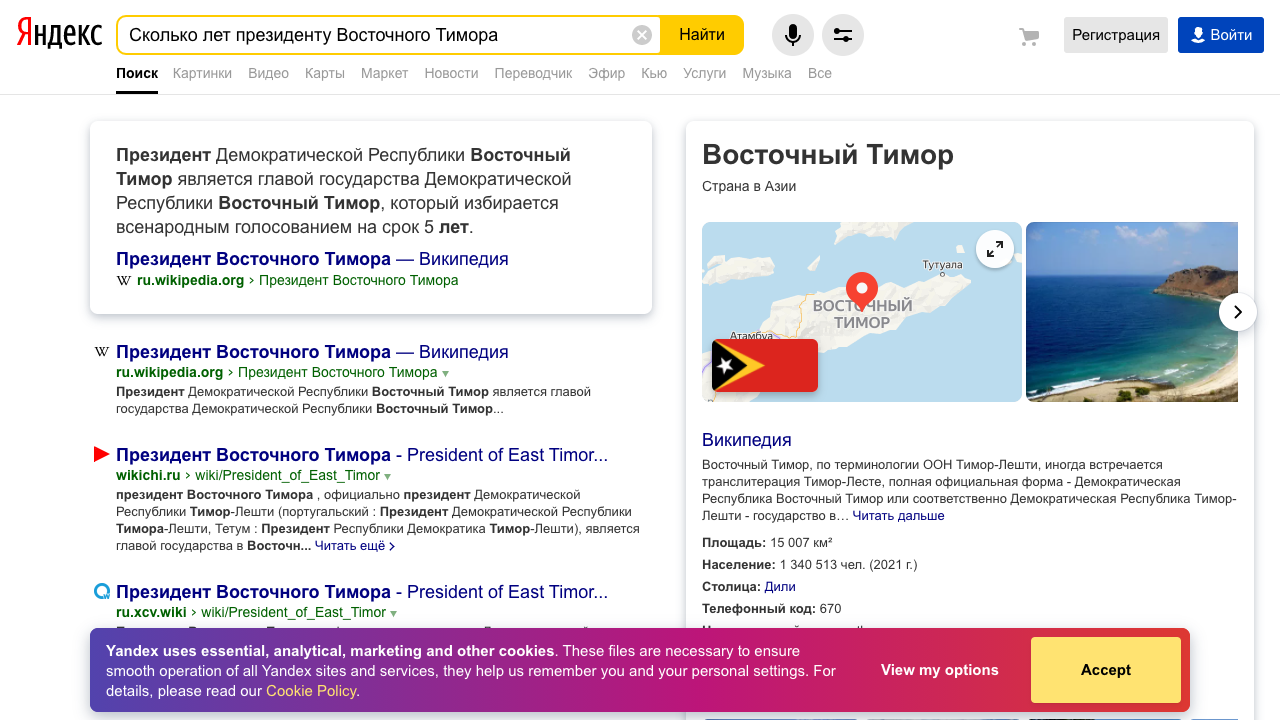 Яндекс
Сколько лет президенту Восточного Тимора
Найти
Регистрация
Войти
Поиск Картинки Видео Карты Маркет Новости Переводчик Эфир Кью Услуги Музыка Все
Президент Демократической Республики Восточный
Тимор является главой государства Демократической
Республики Восточный Тимор, который избирается
всенародным голосованием на срок 5 лет.
Президент Восточного Тимора — Википедия
W ru.wikipedia.org › Президент Восточного Тимора
W Президент Восточного Тимора — Википедия
ru.wikipedia.org › Президент Восточного Тимора
Президент Демократической Республики Восточный Тимор является главой
государства Демократической Республики Восточный Тимор...
Президент Восточного Тимора - President of East Timor...
wikichi.ru › wiki/President_of_East_Timor
президент Восточного Тимора , официально президент Демократической
Республики Тимор-Лешти (португальский : Президент Демократической Республики
Тимора-Лешти, Тетум : Президент Республики Демократика Тимор-Лешти), является
главой государства в Восточн... Читать ещё ›
Президент Восточного Тимора - President of East Timor...
ru.xcv.wiki › wiki/President_of_East_Timor
Восточный Тимор
Страна в Азии
Тутуала
ВОСТОЧНЫЙ
ТИМОР
Атамбуа
Википедия
Восточный Тимор, по терминологии ООН Тимор-Лешти, иногда встречается
транслитерация Тимор-Лесте, полная официальная форма - Демократическая
Республика Восточный Тимор или соответственно Демократическая Республика Тимор-
Лешти - государство в… Читать дальше
Площадь: 15 007 км²
Население: 1 340 513 чел. (2021 г.)
Столица: Дили
Телефонный код: 670
Yandex uses essential, analytical, marketing and other cookies. These files are necessary to ensure
smooth operation of all Yandex sites and services, they help us remember you and your personal settings. For
details, please read our Cookie Policy.
View my options
Accept